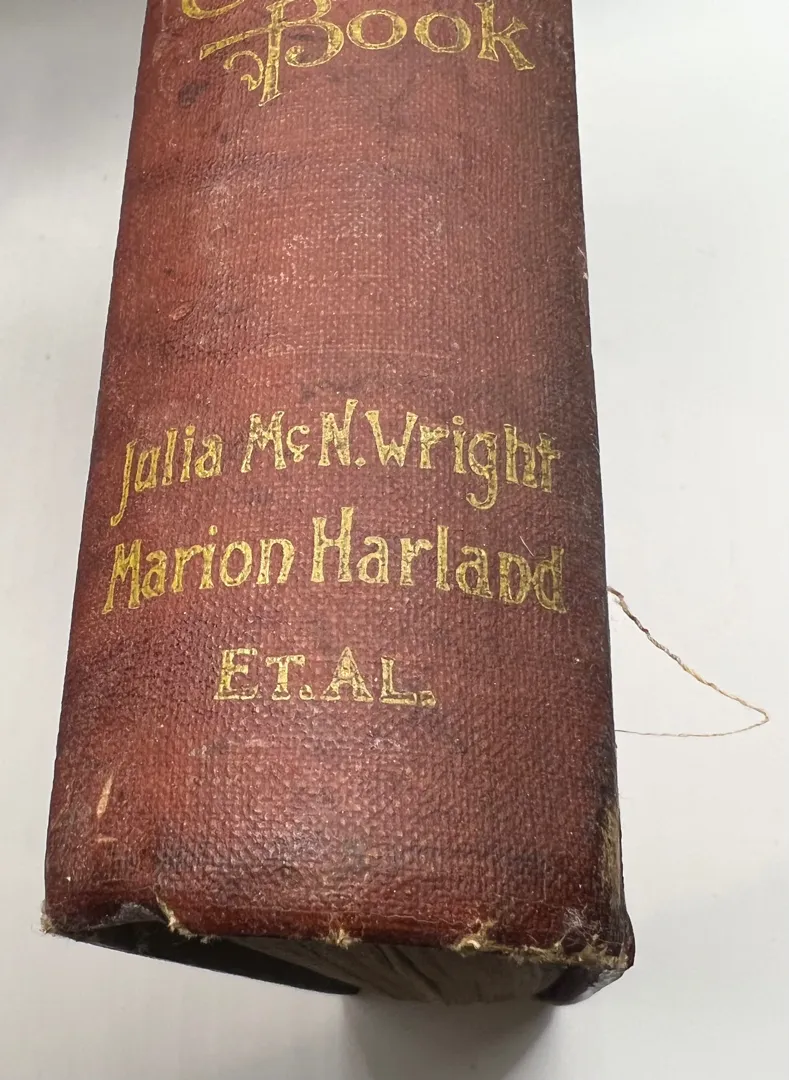 Book
Julia McN. Wright
Marion Harland
ET. AL.